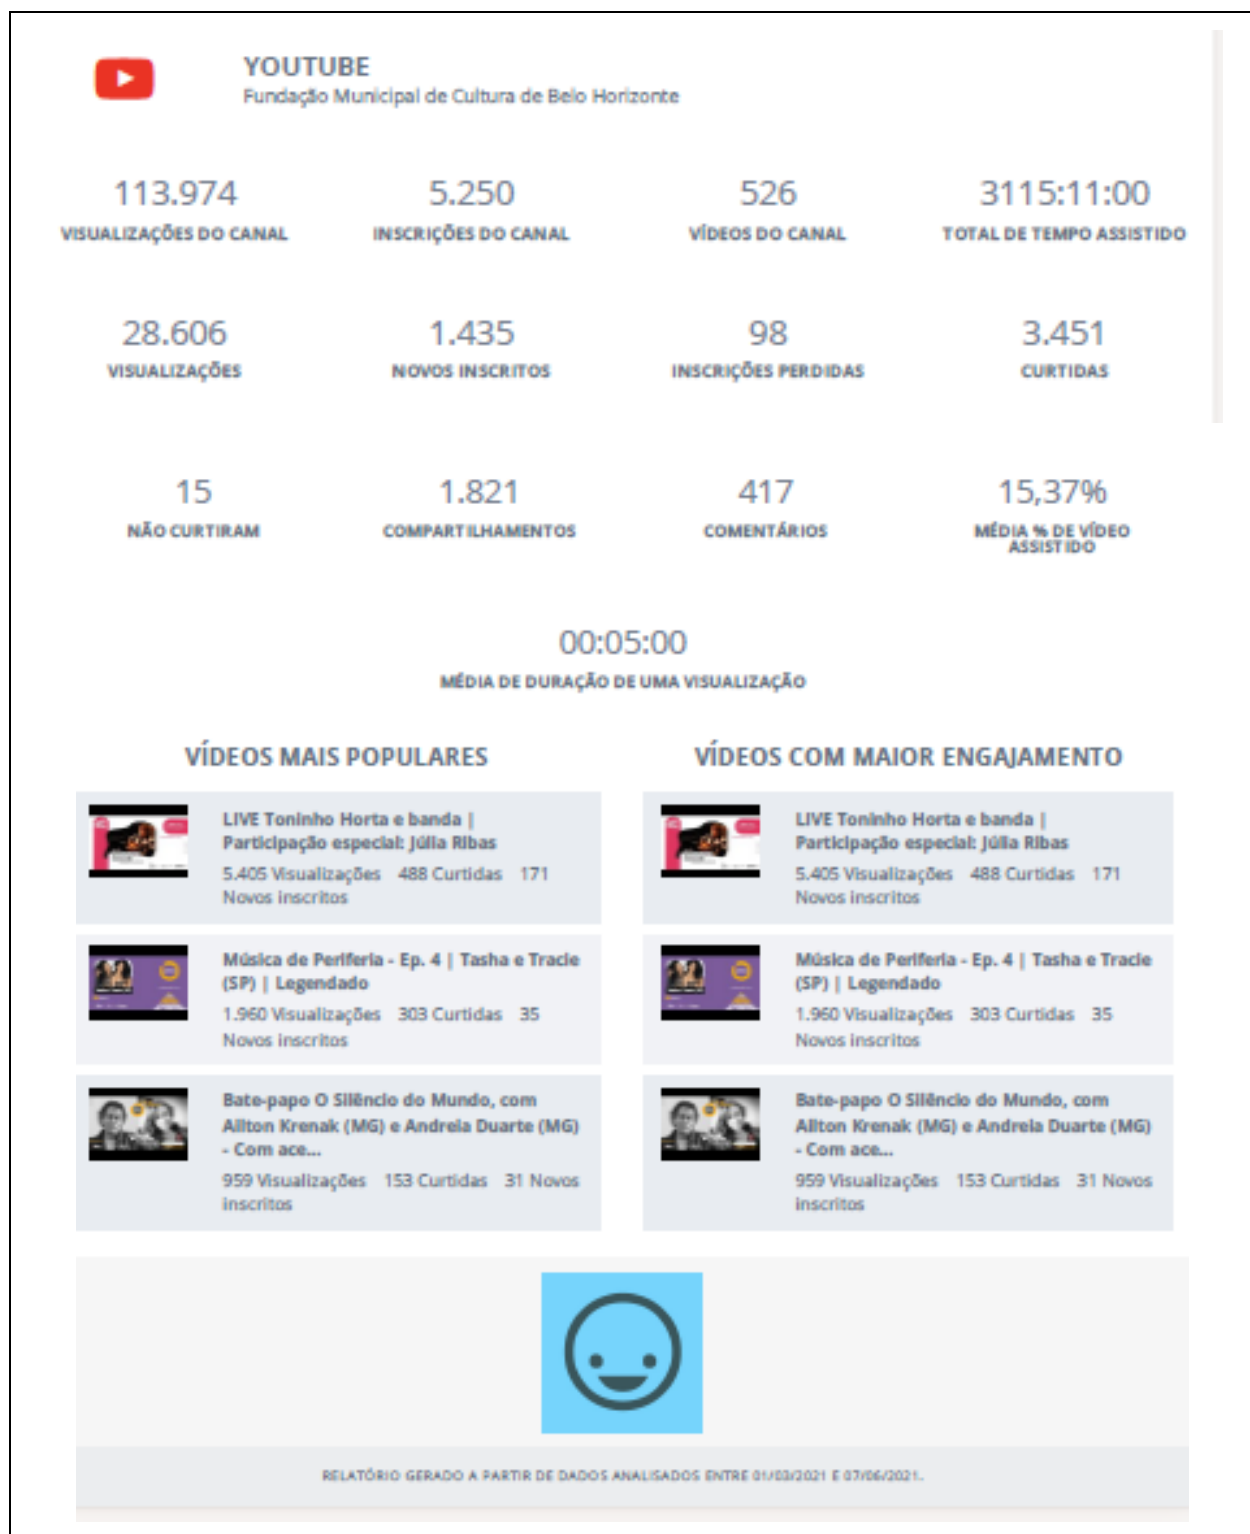 YOUTUBE
Fundação Municipal de Cultura de Belo Horizonte
113.974
VISUALIZAÇÕES DO CANAL
5.250
INSCRIÇÕES DO CANAL
526
VÍDEOS DO CANAL
3115:11:00
TOTAL DE TEMPO ASSISTIDO
28.606
VISUALIZAÇÕES
1.435
NOVOS INSCRITOS
98
INSCRIÇÕES PERDIDAS
3.451
CURTIDAS
15
NÃO CURTIRAM
1.821
COMPARTILHAMENTOS
417
COMENTÁRIOS
15,37%
MÉDIA % DE VÍDEO
ASSISTIDO
00:05:00
MÉDIA DE DURAÇÃO DE UMA VISUALIZAÇÃO
VÍDEOS MAIS POPULARES
LIVE Toninho Horta e banda |
Participação especial: Júlia Ribas
5.405 Visualizações 488 Curtidas 171
Novos inscritos
Música de Periferia - Ep. 4 | Tasha e Tracie
(SP) | Legendado
1.960 Visualizações 303 Curtidas 35
Novos inscritos
Bate-papo O Silêncio do Mundo, com
Ailton Krenak (MG) e Andreia Duarte (MG)
- Com ace...
959 Visualizações 153 Curtidas 31 Novos
inscritos
VÍDEOS COM MAIOR ENGAJAMENTO
LIVE Toninho Horta e banda |
Participação especial: Júlia Ribas
5.405 Visualizações 488 Curtidas 171
Novos inscritos
Música de Periferia - Ep. 4 | Tasha e Tracie
(SP) | Legendado
1.960 Visualizações 303 Curtidas 35
Novos inscritos
Bate-papo O Silêncio do Mundo, com
Ailton Krenak (MG) e Andreia Duarte (MG)
- Com ace...
959 Visualizações 153 Curtidas 31 Novos
inscritos
RELATÓRIO GERADO A PARTIR DE DADOS ANALISADOS ENTRE 01/03/2021 E 07/06/2021.